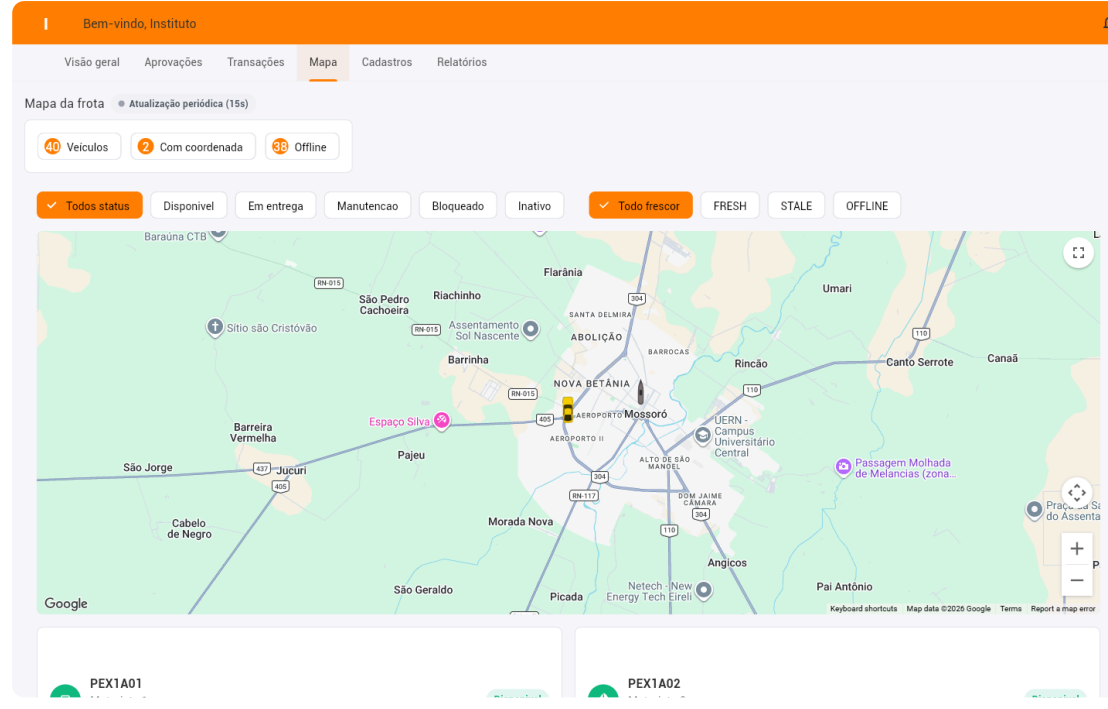 Bem-vindo, Instituto
Visão geral Aprovações Transações Mapa Cadastros Relatórios
Mapa da frota Atualização periódica (15s)
40 Veículos 2 Com coordenada 38 Offline
Todos status Disponivel Em entrega Manutencao Bloqueado Inativo Todo frescor FRESH STALE OFFLINE
Baraúna CTB
Flarânia
RN-015
Umari
São Pedro
Cachoeira
Riachinho
304
SANTA DELMIRA
Sítio são Cristóvão
RN-015
Assentamento
Sol Nascente
ABOLIÇÃO
110
BARROCAS
Barrinha
Rincão
Canto Serrote
Canaã
NOVA BETÂNIA
RN-015
110
Espaço Silva
405
AEROPORTO
Mossoró
UERN -
Campus
Universitário
Central
Barreira
Vermelha
AEROPORTO II
Pajeu
ALTO DE SÃO
MANOEL
São Jorge
437
Jucuri
304
Passagem Molhada
de Melancias (zona...
405
RN-117
DOM JAIME
CÂMARA
304
do Assenta
Cabelo
de Negro
Morada Nova
110
Angicos
São Geraldo
Picada
Netech - New
Energy Tech Eireli
Pai Antônio
Google
Keyboard shortcuts Map data ©2026 Google Terms Report a map error
PEX1A01
PEX1A02